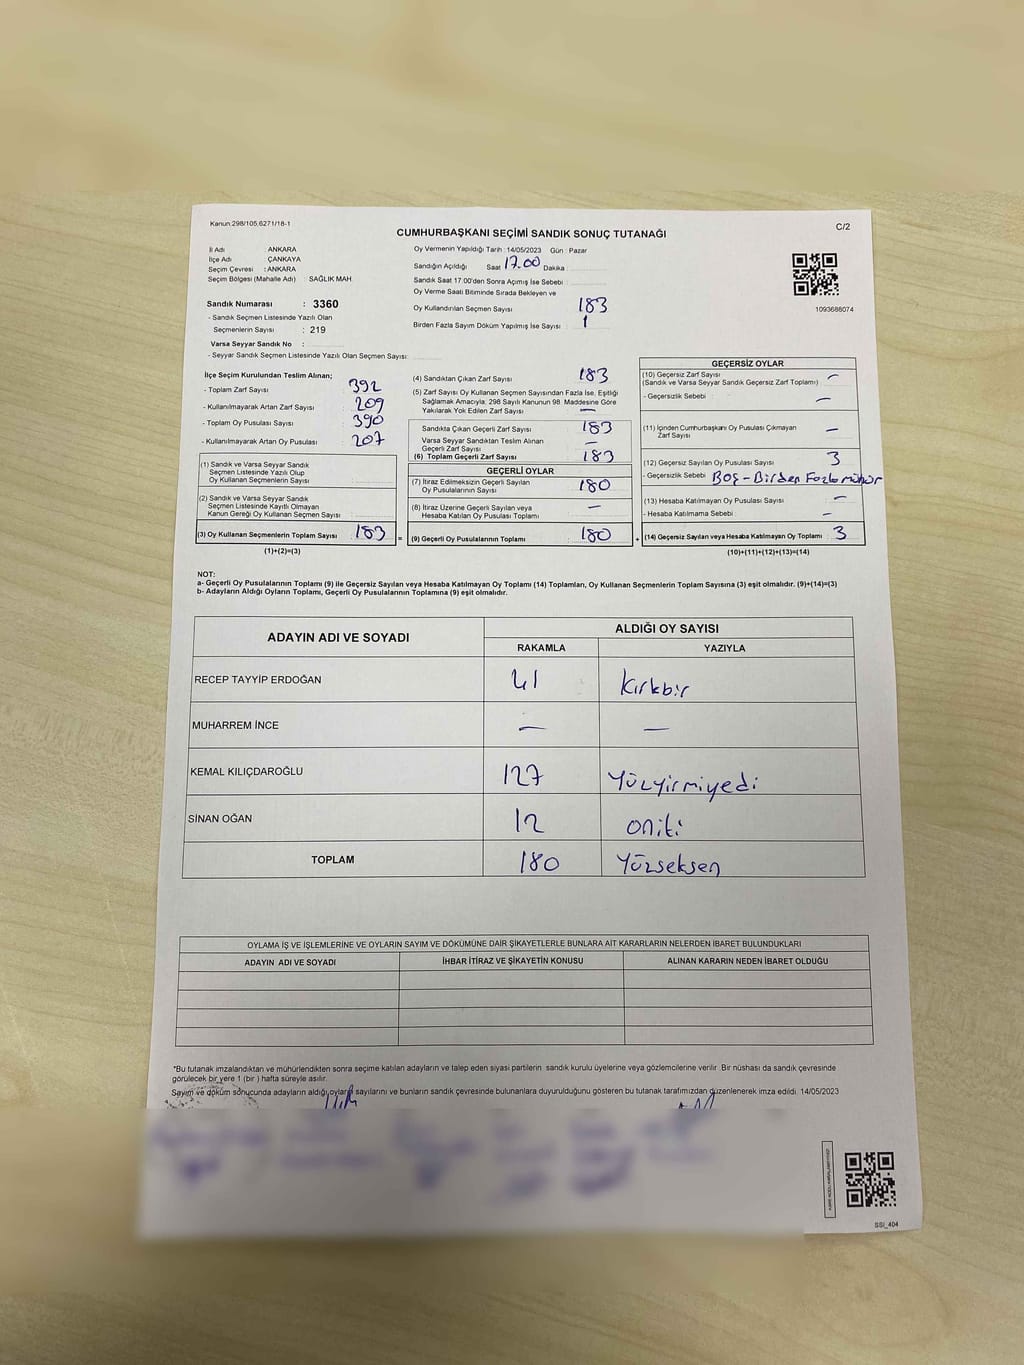 Kanun:298/105,6271/18-1
C/2
CUMHURBAŞKANI SEÇİMİ SANDIK SONUÇ TUTANAĞI
İl Adı ANKARA
İlçe Adı ÇANKAYA
Seçim Çevresi : ANKARA
Seçim Bölgesi (Mahalle Adı) : SAĞLIK MAH.
Sandık Numarası : 3360
- Sandık Seçmen Listesinde Yazılı Olan
Seçmenlerin Sayısı : 219
Varsa Seyyar Sandık No :
- Seyyar Sandık Seçmen Listesinde Yazılı Olan Seçmen Sayısı:
Oy Vermenin Yapıldığı Tarih : 14/05/2023 Gün : Pazar
Sandığın Açıldığı Saat 17.00 Dakika :
Sandık Saat 17:00'den Sonra Açımış İse Sebebi :
Oy Verme Saati Bitiminde Sırada Bekleyen ve
Oy Kullandırılan Seçmen Sayısı 183
Birden Fazla Sayım Döküm Yapılmış İse Sayısı : 1
1093688074
İlçe Seçim Kurulundan Teslim Alınan;
- Toplam Zarf Sayısı 392
- Kullanılmayarak Artan Zarf Sayısı 209
- Toplam Oy Pusulası Sayısı 390
- Kullanılmayarak Artan Oy Pusulası 207
(1) Sandık ve Varsa Seyyar Sandık
Seçmen Listesinde Yazılı Olup
Oy Kullanan Seçmenlerin Sayısı
(2) Sandık ve Varsa Seyyar Sandık
Seçmen Listesinde Kayıtlı Olmayan
Kanun Gereği Oy Kullanan Seçmen Sayısı
(3) Oy Kullanan Seçmenlerin Toplam Sayısı 183
(1)+(2)=(3)
=
(4) Sandıktan Çıkan Zarf Sayısı 183
(5) Zarf Sayısı Oy Kullanan Seçmen Sayısından Fazla İse, Eşitliği
Sağlamak Amacıyla, 298 Sayılı Kanunun 98. Maddesine Göre
Yakılarak Yok Edilen Zarf Sayısı —
Sandıkta Çıkan Geçerli Zarf Sayısı 183
Varsa Seyyar Sandıktan Teslim Alınan
Geçerli Zarf Sayısı —
(6) Toplam Geçerli Zarf Sayısı 183
GEÇERLİ OYLAR
(7) İtiraz Edilmeksizin Geçerli Sayılan
Oy Pusulalarının Sayısı 180
(8) İtiraz Üzerine Geçerli Sayılan veya
Hesaba Katılan Oy Pusulası Toplamı —
(9) Geçerli Oy Pusulalarının Toplamı 180
+
GEÇERSİZ OYLAR
(10) Geçersiz Zarf Sayısı —
(Sandık ve Varsa Seyyar Sandık Geçersiz Zarf Toplamı)
- Geçersizlik Sebebi : —
(11) İçinden Cumhurbaşkanı Oy Pusulası Çıkmayan
Zarf Sayısı —
(12) Geçersiz Sayılan Oy Pusulası Sayısı 3
- Geçersizlik Sebebi : Boş - Birden Fazla mühür
(13) Hesaba Katılmayan Oy Pusulası Sayısı —
- Hesaba Katılmama Sebebi : —
(14) Geçersiz Sayılan veya Hesaba Katılmayan Oy Toplamı 3
(10)+(11)+(12)+(13)=(14)
NOT:
a- Geçerli Oy Pusulalarının Toplamı (9) ile Geçersiz Sayılan veya Hesaba Katılmayan Oy Toplamı (14) Toplamları, Oy Kullanan Seçmenlerin Toplam Sayısına (3) eşit olmalıdır. (9)+(14)=(3)
b- Adayların Aldığı Oyların Toplamı, Geçerli Oy Pusulalarının Toplamına (9) eşit olmalıdır.
ADAYIN ADI VE SOYADI ALDIĞI OY SAYISI
RAKAMLA YAZIYLA
RECEP TAYYİP ERDOĞAN 41 Kırkbir
MUHARREM İNCE — —
KEMAL KILIÇDAROĞLU 127 Yüzyirmiyedi
SİNAN OĞAN 12 oniki
TOPLAM 180 Yüzseksen
OYLAMA İŞ VE İŞLEMLERİNE VE OYLARIN SAYIM VE DÖKÜMÜNE DAİR ŞİKAYETLERLE BUNLARA AİT KARARLARIN NELERDEN İBARET BULUNDUKLARI
ADAYIN ADI VE SOYADI İHBAR İTİRAZ VE ŞİKAYETİN KONUSU ALINAN KARARIN NEDEN İBARET OLDUĞU
*Bu tutanak imzalandıktan ve mühürlendikten sonra seçime katılan adayların ve talep eden siyasi partilerin sandık kurulu üyelerine veya gözlemcilerine verilir. Bir nüshası da sandık çevresinde
görülecek bir yere 1 (bir) hafta süreyle asılır.
Sayım ve döküm sonucunda adayların aldığı oyların sayılarını ve bunların sandık çevresinde bulunanlara duyurulduğunu gösteren bu tutanak tarafımızdan düzenlenerek imza edildi. 14/05/2023
SSİ_404